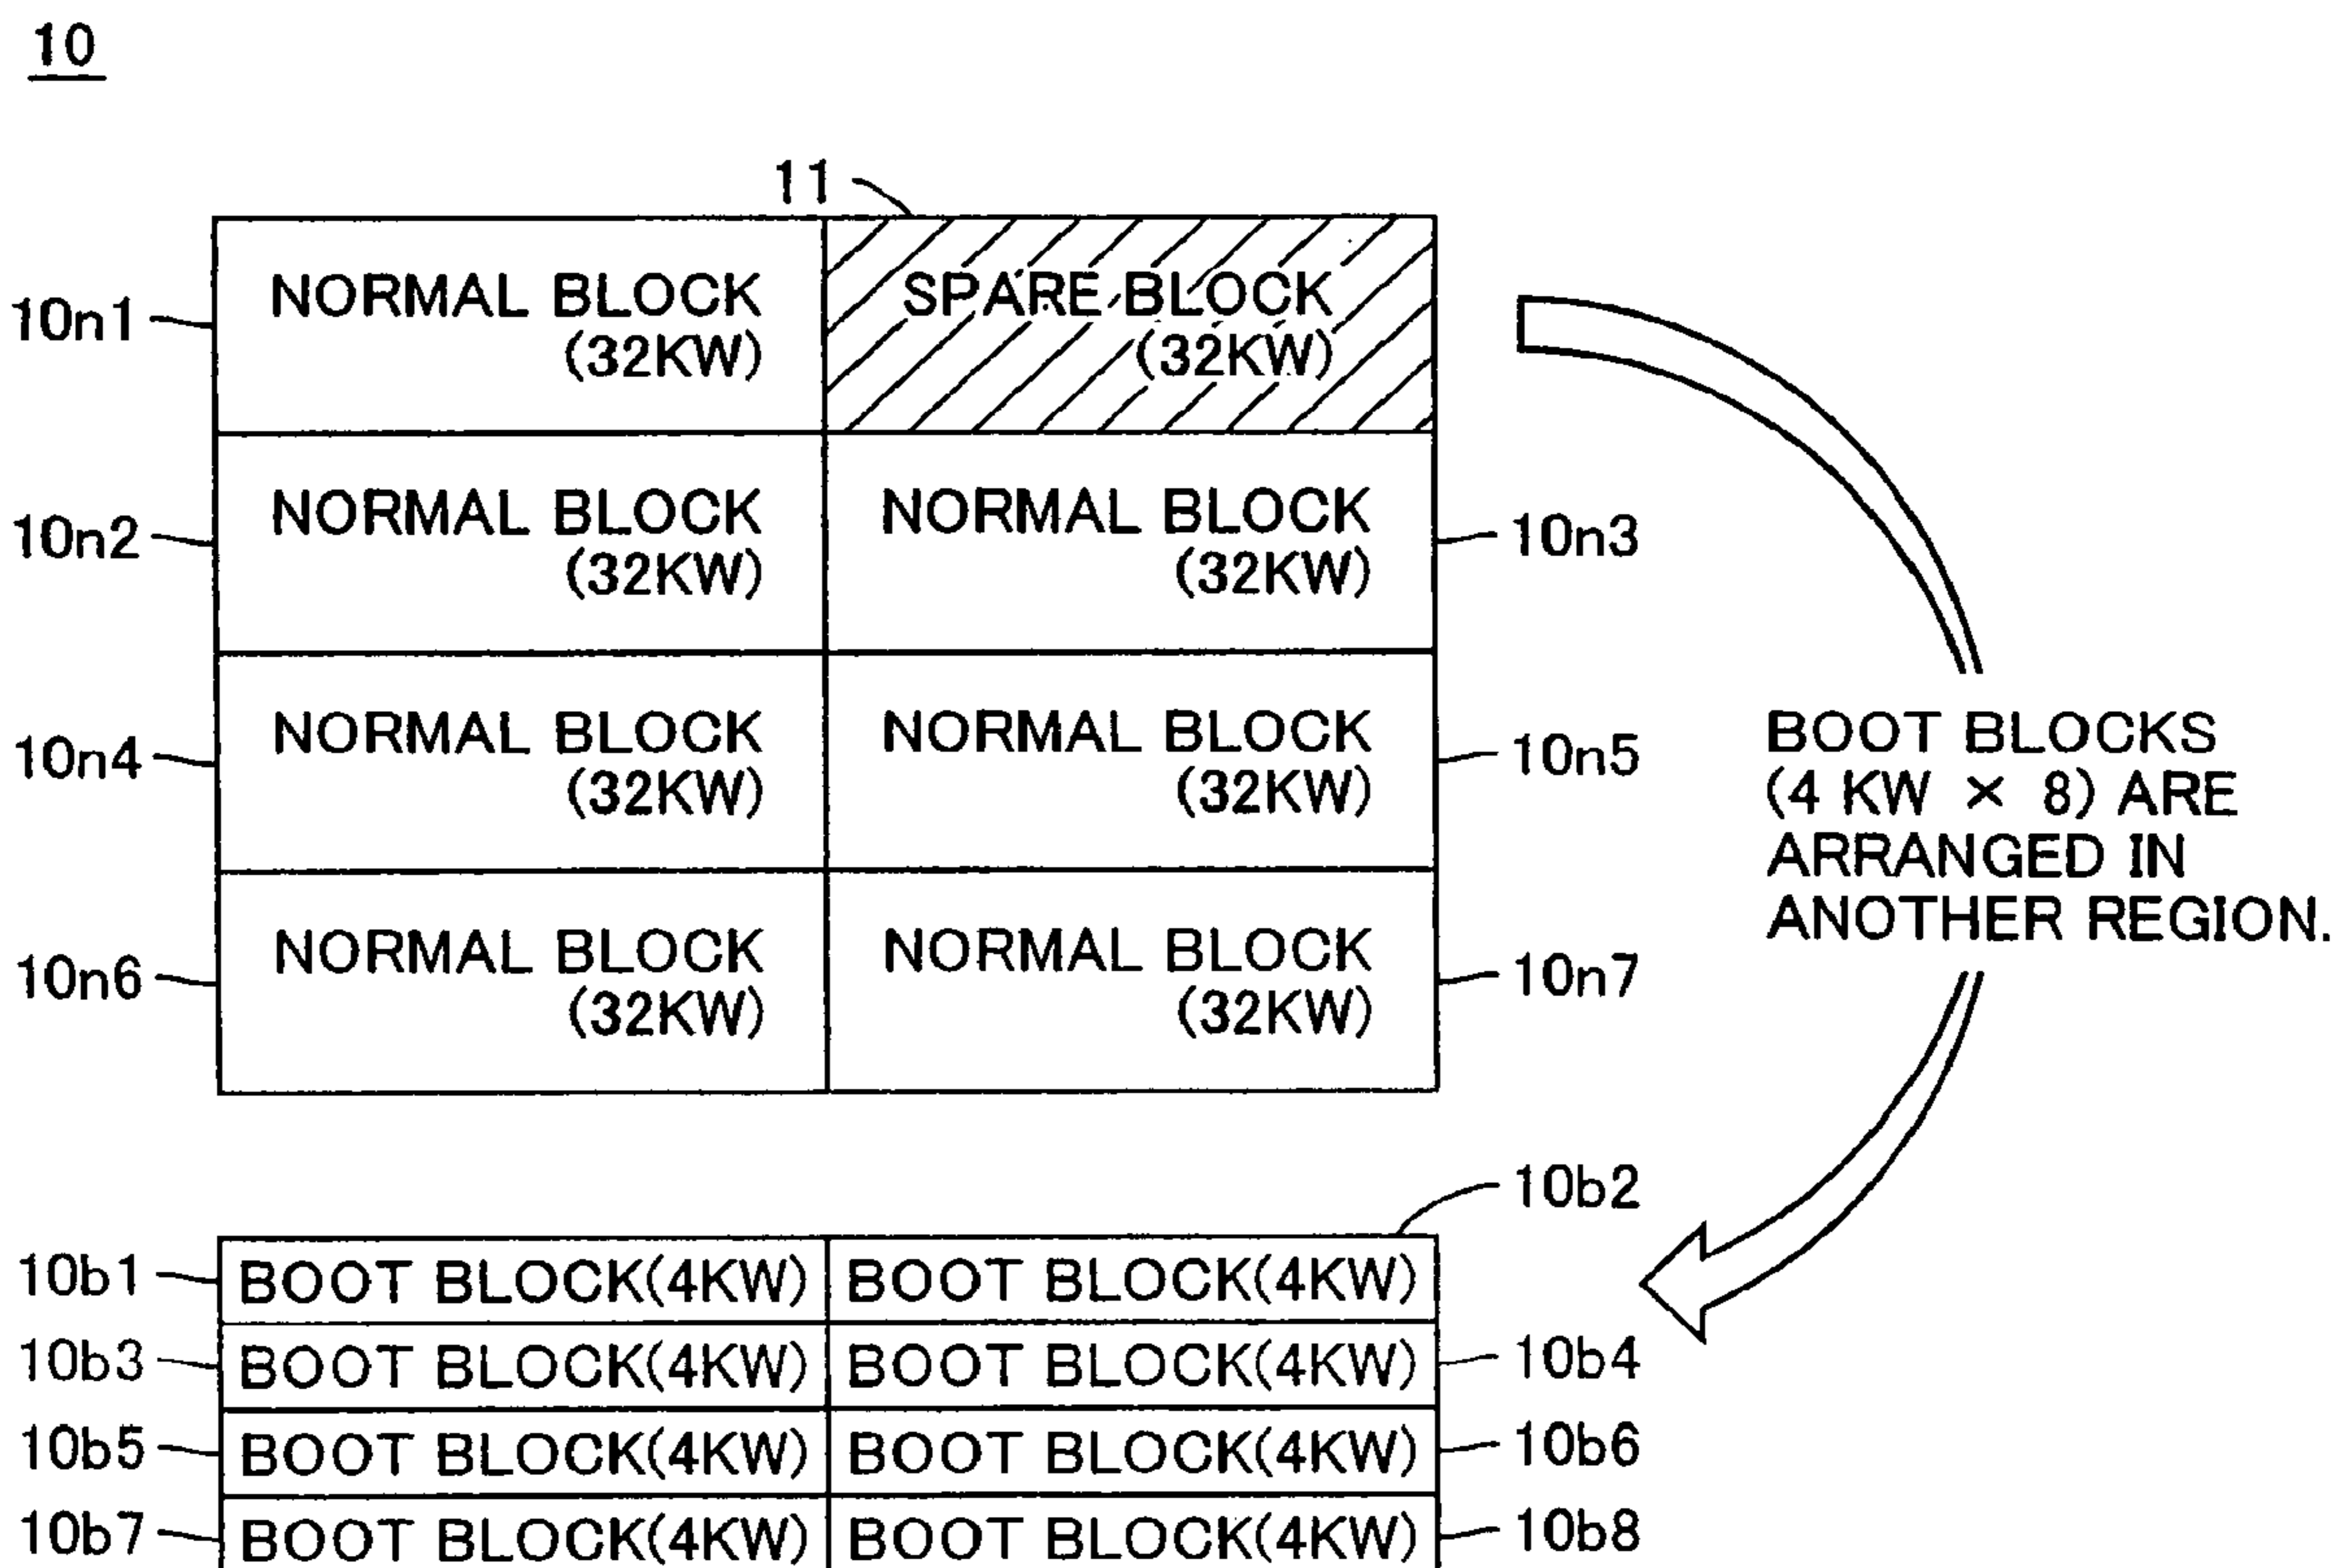 10
11
10n1
NORMAL BLOCK
(32KW)
SPARE BLOCK
(32KW)
10n2
NORMAL BLOCK
(32KW)
NORMAL BLOCK
(32KW)
10n3
10n4
NORMAL BLOCK
(32KW)
NORMAL BLOCK
(32KW)
10n5
10n6
NORMAL BLOCK
(32KW)
NORMAL BLOCK
(32KW)
10n7
BOOT BLOCKS
(4 KW × 8) ARE
ARRANGED IN
ANOTHER REGION.
10b2
10b1
BOOT BLOCK(4KW)
BOOT BLOCK(4KW)
10b3
BOOT BLOCK(4KW)
BOOT BLOCK(4KW)
10b4
10b5
BOOT BLOCK(4KW)
BOOT BLOCK(4KW)
10b6
10b7
BOOT BLOCK(4KW)
BOOT BLOCK(4KW)
10b8